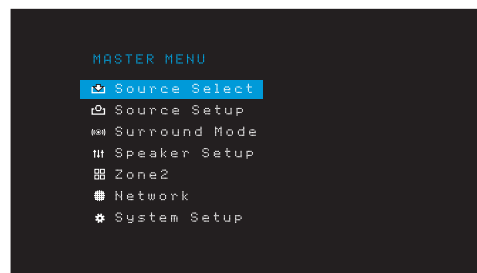 MASTER MENU
Source Select
Source Setup
Surround Mode
Speaker Setup
Zone2
Network
System Setup